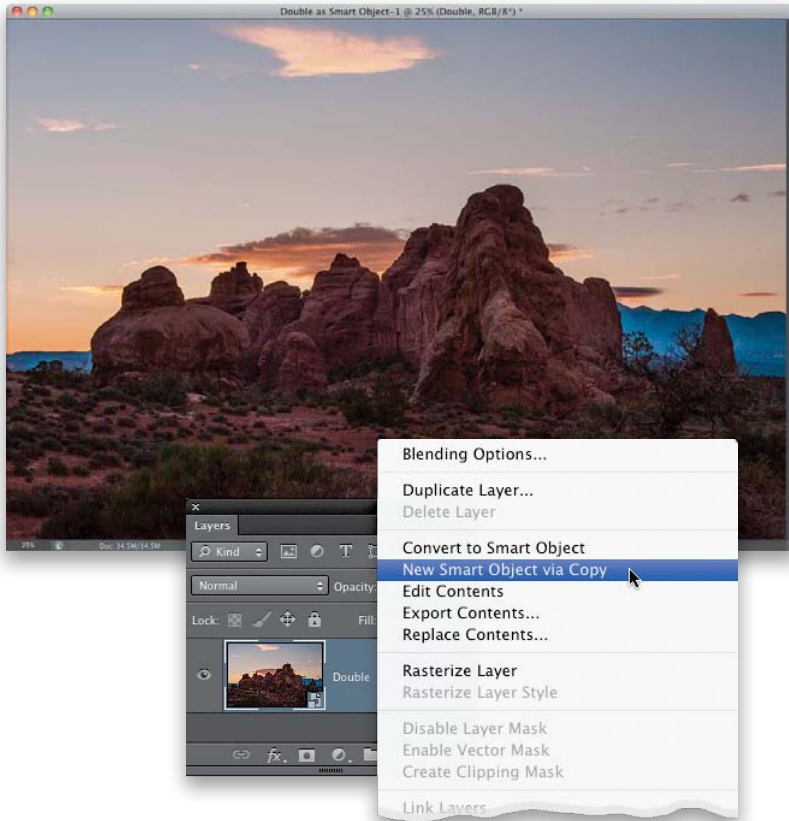 Double as Smart Object-1 @ 25% (Double, RGB/8*) *
25%
Doc: 34.5M/34.5M
Layers
Kind
Normal
Opacity:
Lock:
Fill:
Double
fx.
Blending Options...
Duplicate Layer...
Delete Layer
Convert to Smart Object
New Smart Object via Copy
Edit Contents
Export Contents...
Replace Contents...
Rasterize Layer
Rasterize Layer Style
Disable Layer Mask
Enable Vector Mask
Create Clipping Mask
Link Layers